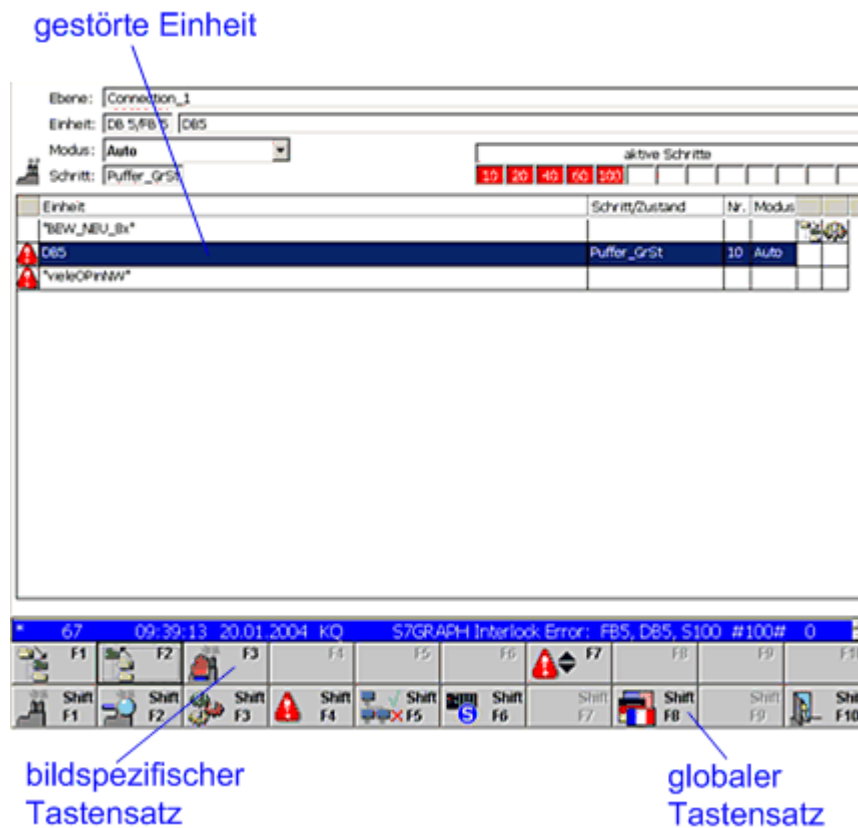 gestörte Einheit
Ebene: Connection_1
Einheit: DB 5/FB 5 DB5
Modus: Auto
aktive Schritte
Schritt: Puffer_GrSt 10 20 40 60 100
Einheit Schritt/Zustand Nr. Modus
"BEW_NEU_8x"
DB5 Puffer_GrSt 10 Auto
"vieleOPinNW"
67 09:39:13 20.01.2004 KQ S7GRAPH Interlock Error: FB5, DB5, S100 #100# 0
F1 F2 F3 F4 F5 F6 F7 F8 F9 F10
Shift Shift Shift Shift Shift Shift Shift Shift Shift
F1 F2 F3 F4 F5 S F6 F7 F8 F9 F10
bildspezifischer
Tastensatz
globaler
Tastensatz